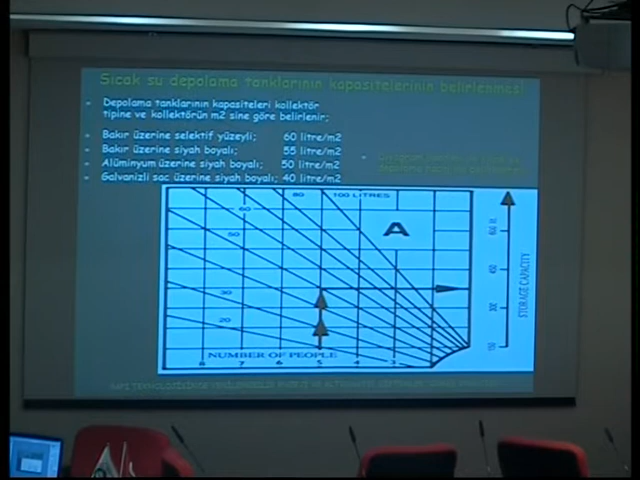 Sıcak su depolama tanklarının kapasitelerinin belirlenmesi
Depolama tanklarının kapasiteleri kollektör
tipine ve kollektörün m2 sine göre belirlenir;
Bakır üzerine selektif yüzeyli; 60 litre/m2
Bakır üzerine siyah boyalı; 55 litre/m2
Alüminyum üzerine siyah boyalı; 50 litre/m2
Galvanizli sac üzerine siyah boyalı; 40 litre/m2
80 100 LITRES
60
50
A
30
20
NUMBER OF PEOPLE
8 7 6 5 4 3
450
300
150
STORAGE CAPACITY